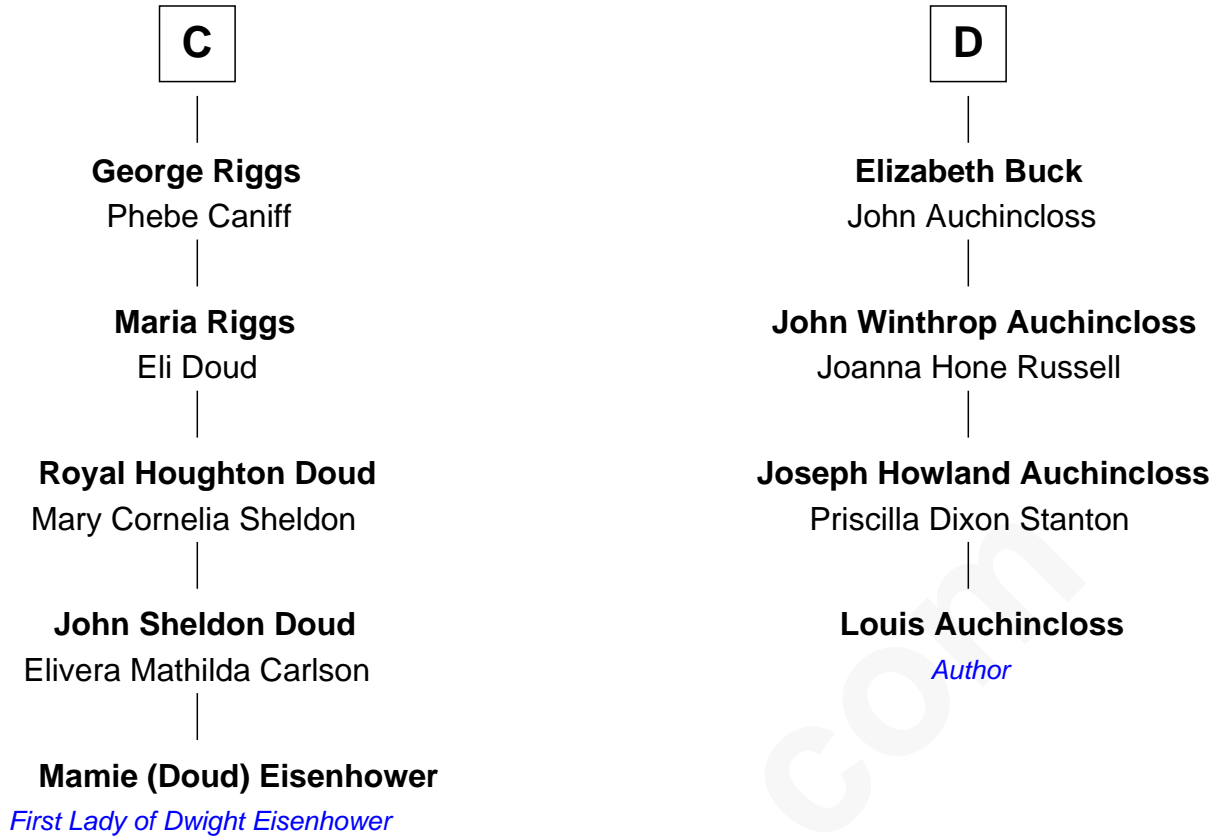 C
George Riggs
Phebe Caniff
Maria Riggs
Eli Doud
Royal Houghton Doud
Mary Cornelia Sheldon
John Sheldon Doud
Elivera Mathilda Carlson
Mamie (Doud) Eisenhower
First Lady of Dwight Eisenhower
D
Elizabeth Buck
John Auchincloss
John Winthrop Auchincloss
Joanna Hone Russell
Joseph Howland Auchincloss
Priscilla Dixon Stanton
Louis Auchincloss
Author
com